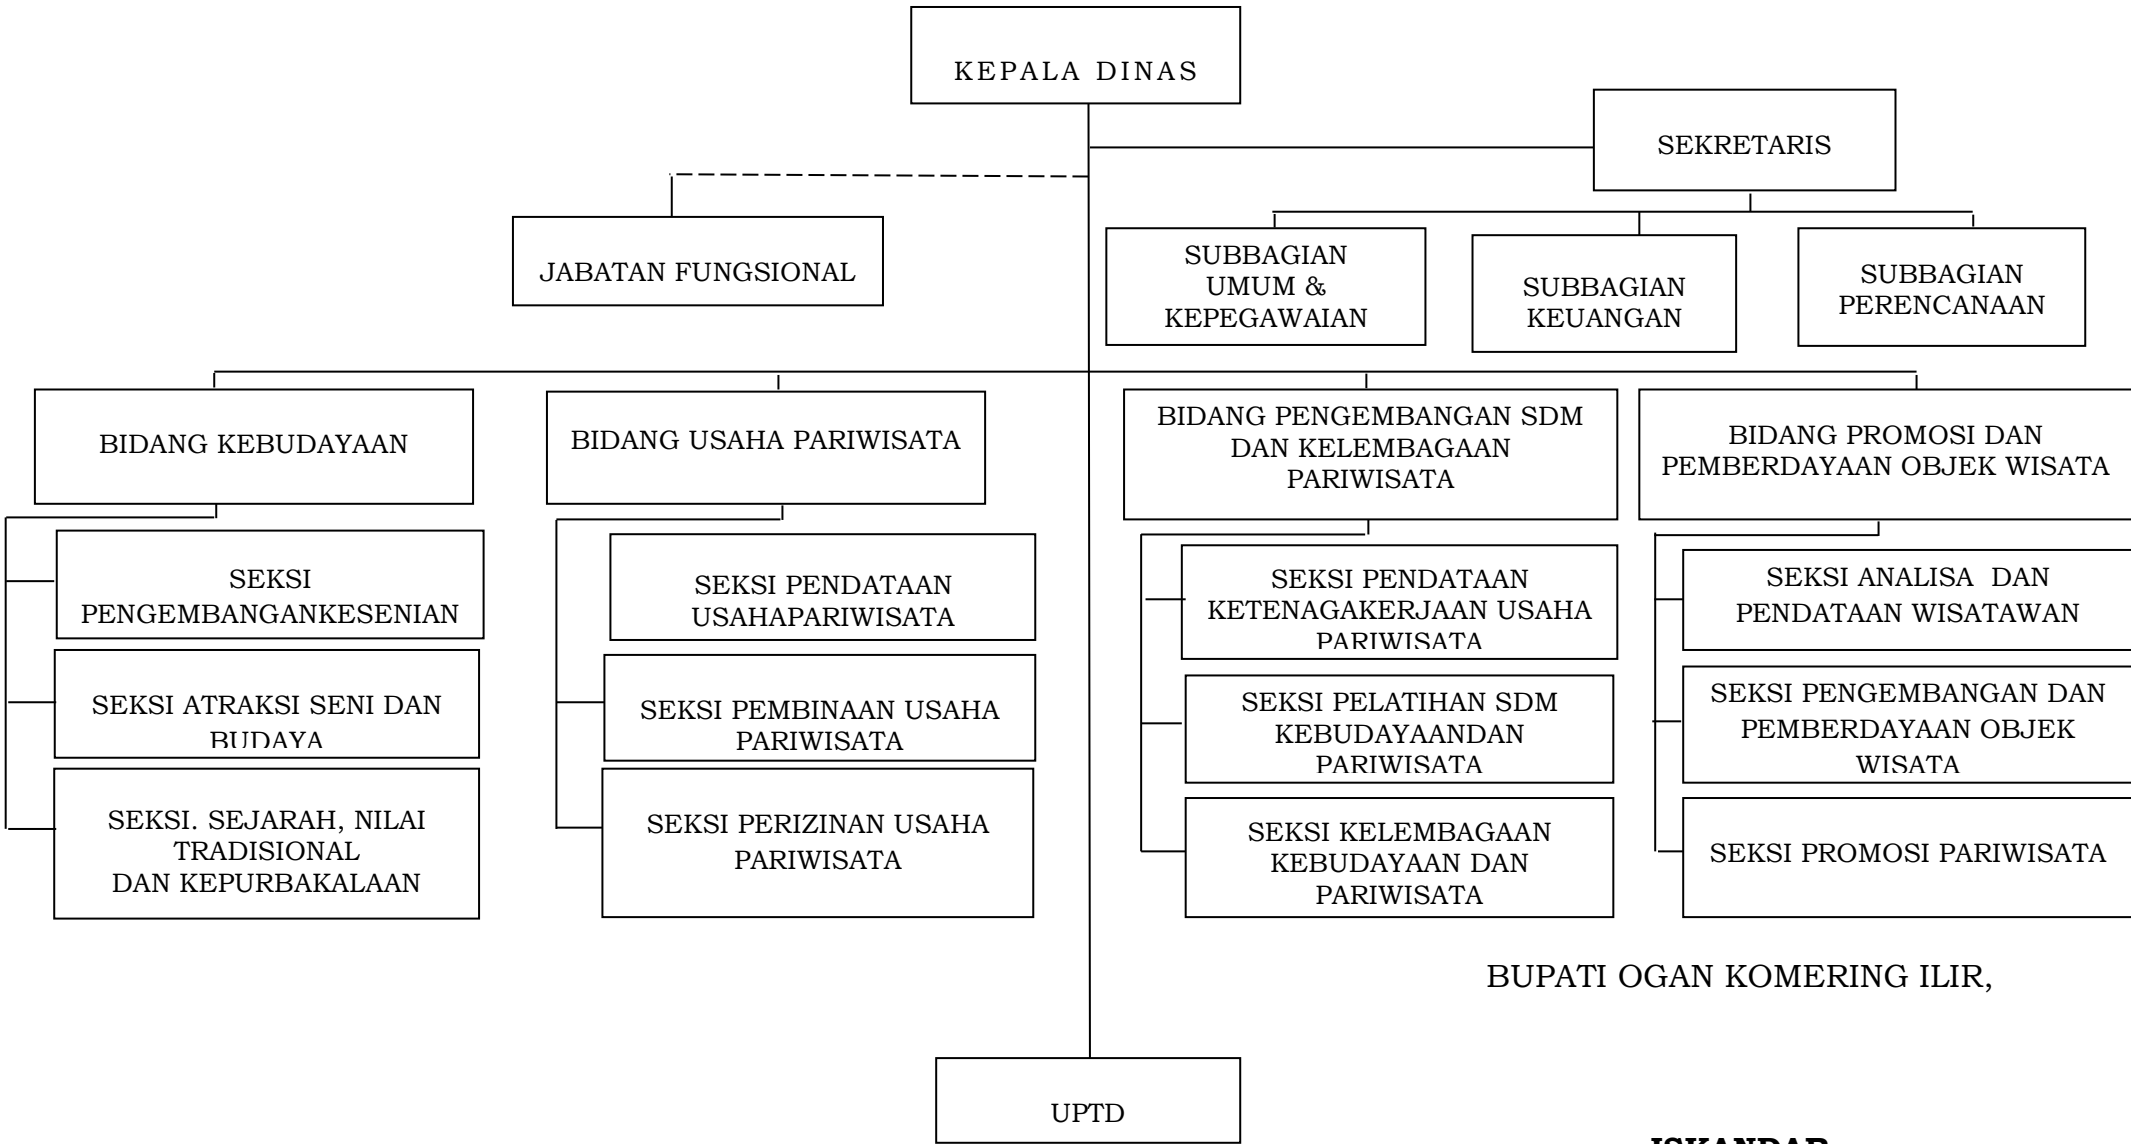 KEPALA DINAS
SEKRETARIS
JABATAN FUNGSIONAL
SUBBAGIAN
UMUM &
KEPEGAWAIAN
SUBBAGIAN
KEUANGAN
SUBBAGIAN
PERENCANAAN
BIDANG KEBUDAYAAN
BIDANG USAHA PARIWISATA
BIDANG PENGEMBANGAN SDM
DAN KELEMBAGAAN
PARIWISATA
BIDANG PROMOSI DAN
PEMBERDAYAAN OBJEK WISATA
SEKSI
PENGEMBANGANKESENIAN
SEKSI ATRAKSI SENI DAN
BUDAYA
SEKSI. SEJARAH, NILAI
TRADISIONAL
DAN KEPURBAKALAAN
SEKSI PENDATAAN
USAHAPARIWISATA
SEKSI PEMBINAAN USAHA
PARIWISATA
SEKSI PERIZINAN USAHA
PARIWISATA
SEKSI PENDATAAN
KETENAGAKERJAAN USAHA
PARIWISATA
SEKSI PELATIHAN SDM
KEBUDAYAANDAN
PARIWISATA
SEKSI KELEMBAGAAN
KEBUDAYAAN DAN
PARIWISATA
SEKSI ANALISA  DAN
PENDATAAN WISATAWAN
SEKSI PENGEMBANGAN DAN
PEMBERDAYAAN OBJEK
WISATA
SEKSI PROMOSI PARIWISATA
BUPATI OGAN KOMERING ILIR,
UPTD
ISKANDAR